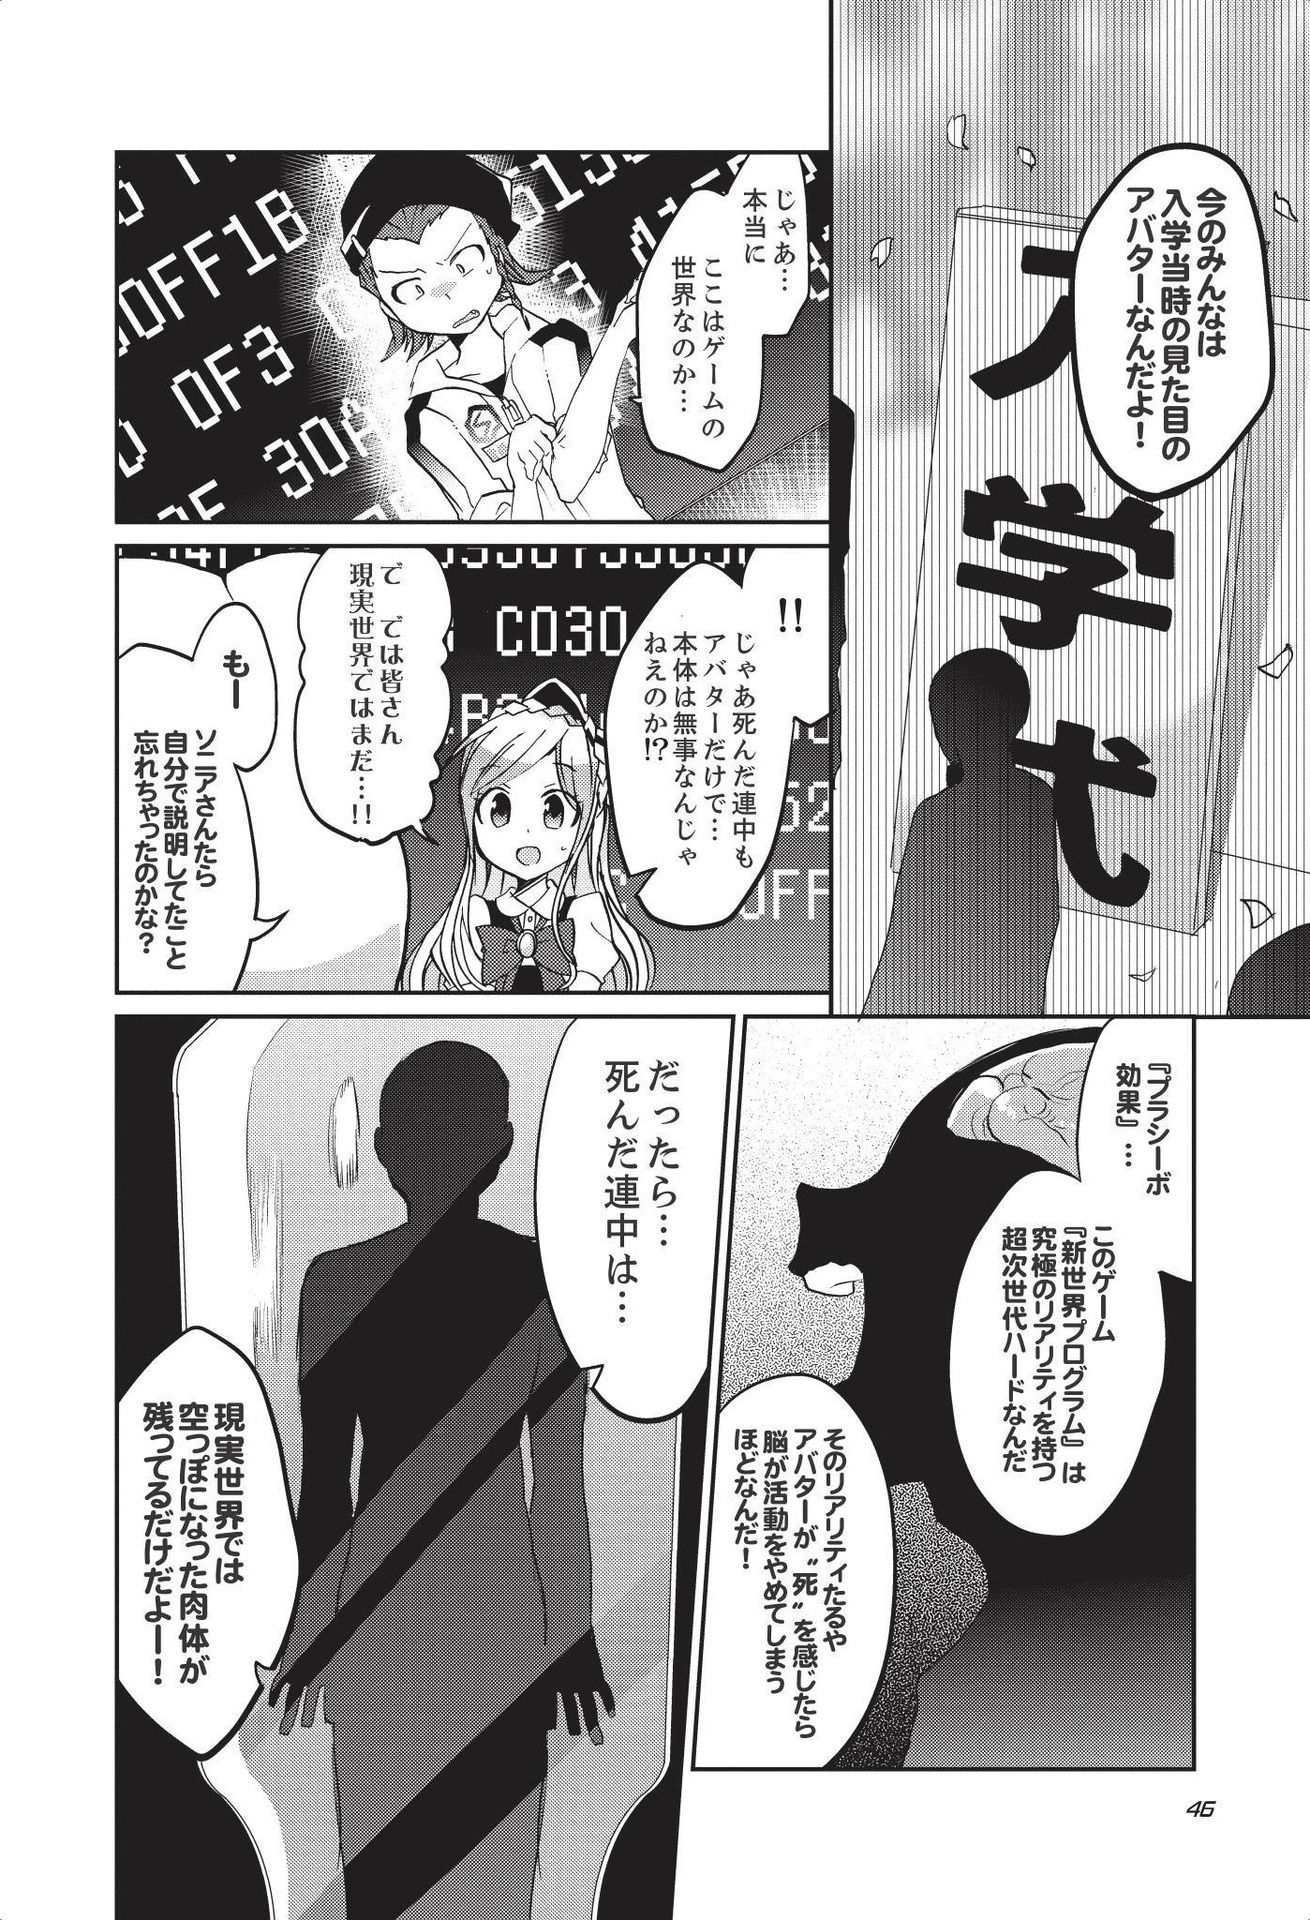 今のみんなは
入学当時の見た目の
アバターなんだよ！
入学式
じゃあ…
本当に
ここはゲームの
世界なのか…
0FF1B
0F3
30A
!!
じゃあ死んだ連中も
アバターだけで…
本体は無事なんじゃ
ねえのか!?
C030
52
0FF
で では皆さん
現実世界ではまだ…!!
もー
ソニアさんたら
自分で説明してたこと
忘れちゃったのかな？
『プラシーボ
効果』…
このゲーム
『新世界プログラム』は
究極のリアリティを持つ
超次世代ハードなんだ
そのリアリティたるや
アバターが〝死〟を感じたら
脳が活動をやめてしまう
ほどなんだ！
だったら…
死んだ連中は…
現実世界では
空っぽになった肉体が
残ってるだけだよー！
46